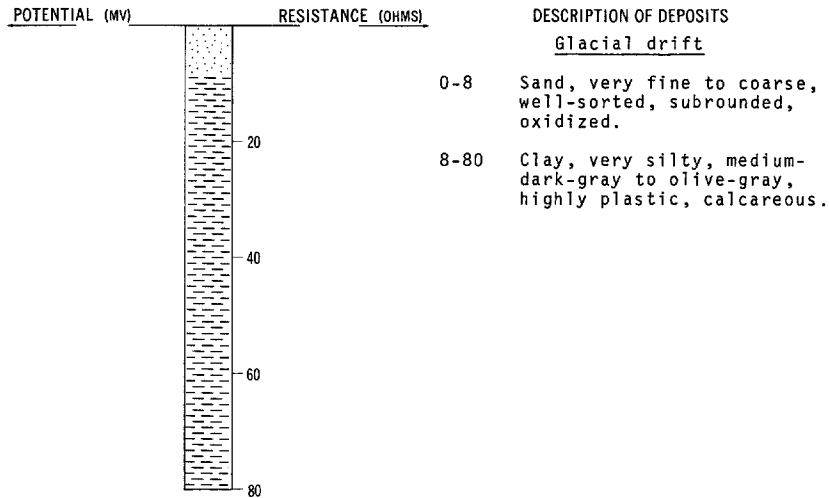 POTENTIAL (MV)
RESISTANCE (OHMS)
DESCRIPTION OF DEPOSITS
Glacial drift
0-8 Sand, very fine to coarse,
well-sorted, subrounded,
oxidized.
8-80 Clay, very silty, medium-
dark-gray to olive-gray,
highly plastic, calcareous.
20
40
60
80